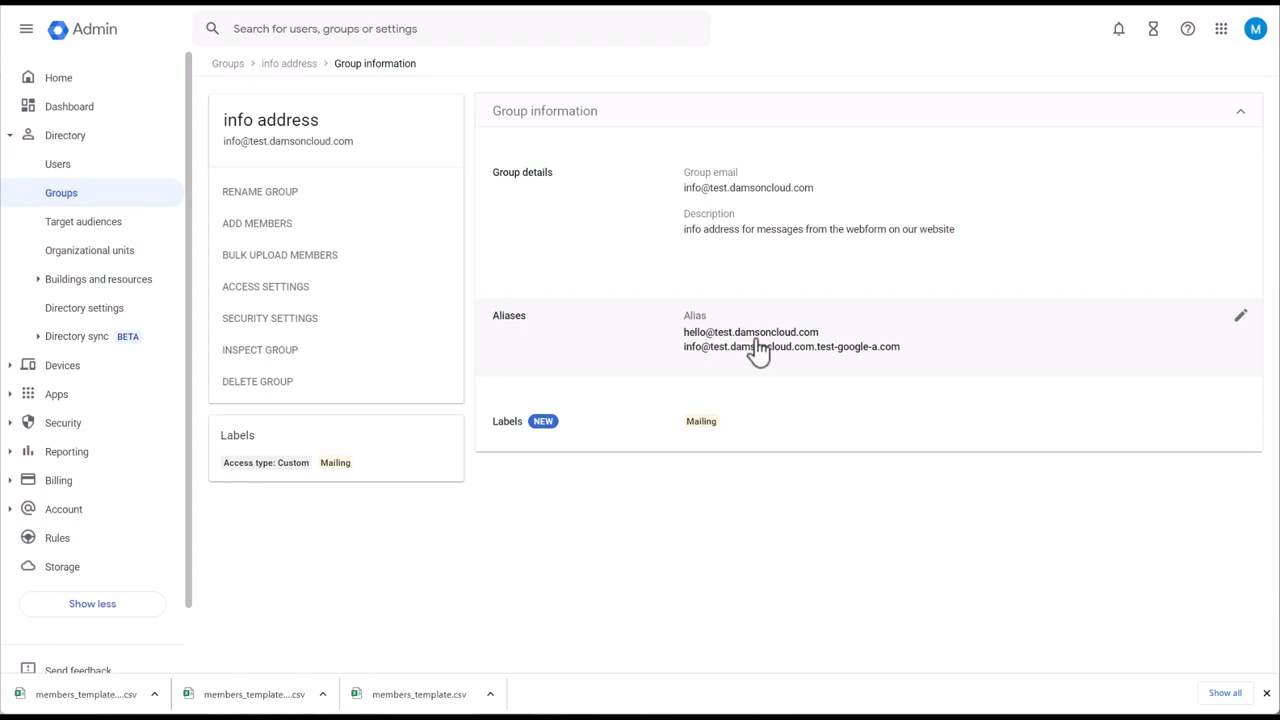 Admin
Search for users, groups or settings
M
Groups > info address > Group information
Home
Dashboard
Directory
Users
Groups
Target audiences
Organizational units
Buildings and resources
Directory settings
Directory sync BETA
Devices
Apps
Security
Reporting
Billing
Account
Rules
Storage
Show less
Send feedback
info address
info@test.damsoncloud.com
RENAME GROUP
ADD MEMBERS
BULK UPLOAD MEMBERS
ACCESS SETTINGS
SECURITY SETTINGS
INSPECT GROUP
DELETE GROUP
Labels
Access type: Custom Mailing
Group information
Group details
Group email
info@test.damsoncloud.com
Description
info address for messages from the webform on our website
Aliases
Alias
hello@test.damsoncloud.com
info@test.damsoncloud.com.test-google-a.com
Labels NEW Mailing
members_template....csv members_template....csv members_template.csv Show all